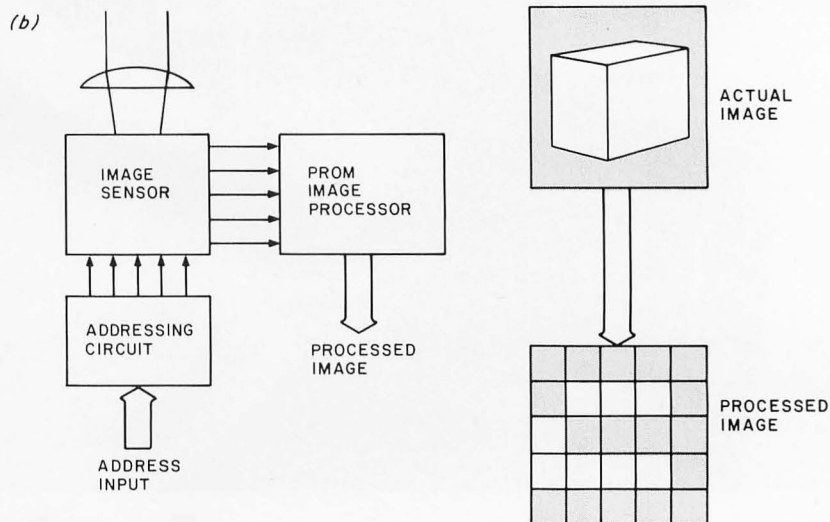 (b)
IMAGE
SENSOR
PROM
IMAGE
PROCESSOR
ADDRESSING
CIRCUIT
PROCESSED
IMAGE
ADDRESS
INPUT
ACTUAL
IMAGE
PROCESSED
IMAGE